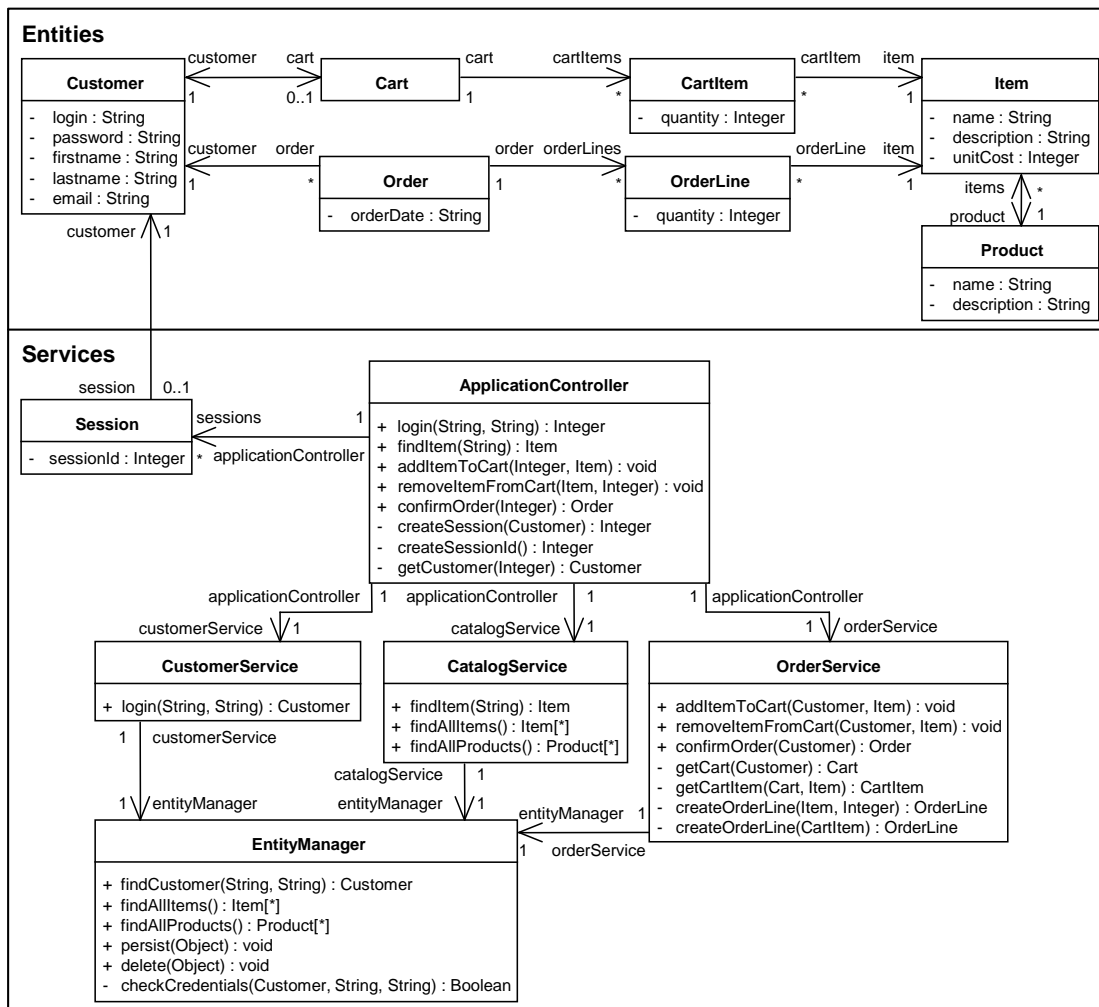 Entities
customer cart cart cartItems cartItem item
Customer
Cart
CartItem
Item
1 0..1 1 * * 1
- login : String
- password : String
- firstname : String
- lastname : String
- email : String
- quantity : Integer
- name : String
- description : String
- unitCost : Integer
customer order order orderLines orderLine item
1 * 1 * * 1
Order
OrderLine
- orderDate : String
- quantity : Integer
items *
product 1
customer 1
Product
- name : String
- description : String
Services
session 0..1
Session
- sessionId : Integer
sessions 1
* applicationController
ApplicationController
+ login(String, String) : Integer
+ findItem(String) : Item
+ addItemToCart(Integer, Item) : void
+ removeItemFromCart(Item, Integer) : void
+ confirmOrder(Integer) : Order
- createSession(Customer) : Integer
- createSessionId() : Integer
- getCustomer(Integer) : Customer
applicationController 1 applicationController 1 1 applicationController
customerService 1 catalogService 1 1 orderService
CustomerService
+ login(String, String) : Customer
CatalogService
+ findItem(String) : Item
+ findAllItems() : Item[*]
+ findAllProducts() : Product[*]
OrderService
+ addItemToCart(Customer, Item) : void
+ removeItemFromCart(Customer, Item) : void
+ confirmOrder(Customer) : Order
- getCart(Customer) : Cart
- getCartItem(Cart, Item) : CartItem
- createOrderLine(Item, Integer) : OrderLine
- createOrderLine(CartItem) : OrderLine
1 customerService
catalogService 1
1 entityManager
entityManager 1
entityManager 1
1 orderService
EntityManager
+ findCustomer(String, String) : Customer
+ findAllItems() : Item[*]
+ findAllProducts() : Product[*]
+ persist(Object) : void
+ delete(Object) : void
- checkCredentials(Customer, String, String) : Boolean